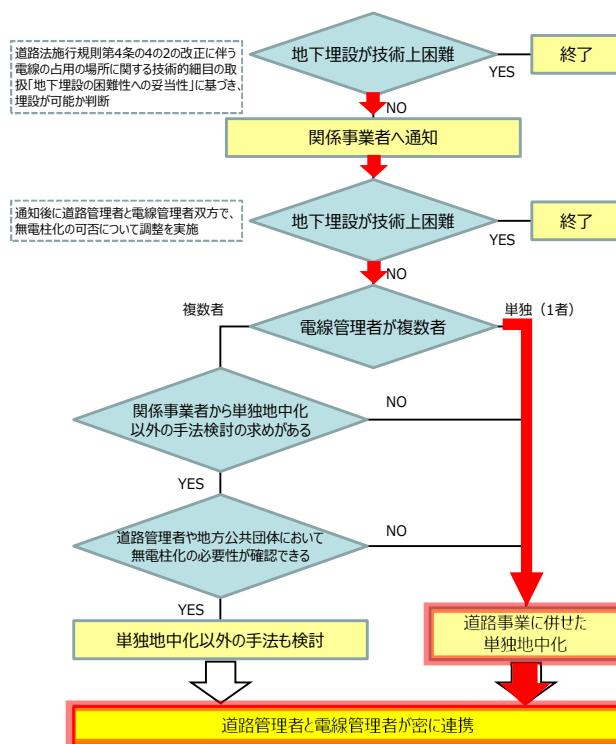 道路法施行規則第4条の4の2の改正に伴う
電線の占用の場所に関する技術的細目の取
扱「地下埋設の困難性への妥当性」に基づき、
埋設が可能か判断
地下埋設が技術上困難
YES
終了
NO
関係事業者へ通知
通知後に道路管理者と電線管理者双方で、
無電柱化の可否について調整を実施
地下埋設が技術上困難
YES
終了
NO
複数者
電線管理者が複数者
単独（1者）
関係事業者から単独地中化
以外の手法検討の求めがある
NO
YES
道路管理者や地方公共団体において
無電柱化の必要性が確認できる
NO
YES
単独地中化以外の手法も検討
道路事業に併せた
単独地中化
道路管理者と電線管理者が密に連携